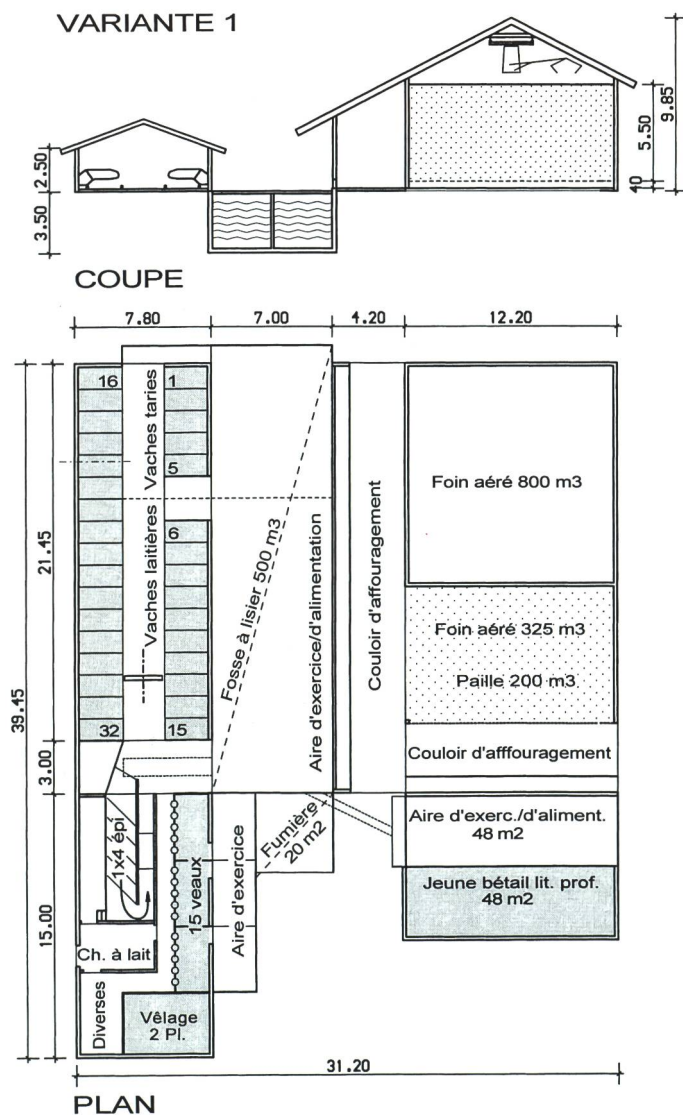 VARIANTE 1
2.50
3.50
5.50
40
9.85
COUPE
7.80
7.00
4.20
12.20
39.45
21.45
3.00
15.00
16
1
5
6
32
15
Vaches taries
Vaches laitières
Fosse à lisier 500 m3
Aire d'exercice/d'alimentation
Couloir d'affouragement
Foin aéré 800 m3
Foin aéré 325 m3
Paille 200 m3
Couloir d'afffouragement
Aire d'exerc./d'aliment.
48 m2
Jeune bétail lit. prof.
48 m2
Fumière
20 m2
1x4 épi
15 veaux
Aire d'exercice
Ch. à lait
Diverses
Vêlage
2 Pl.
31.20
PLAN